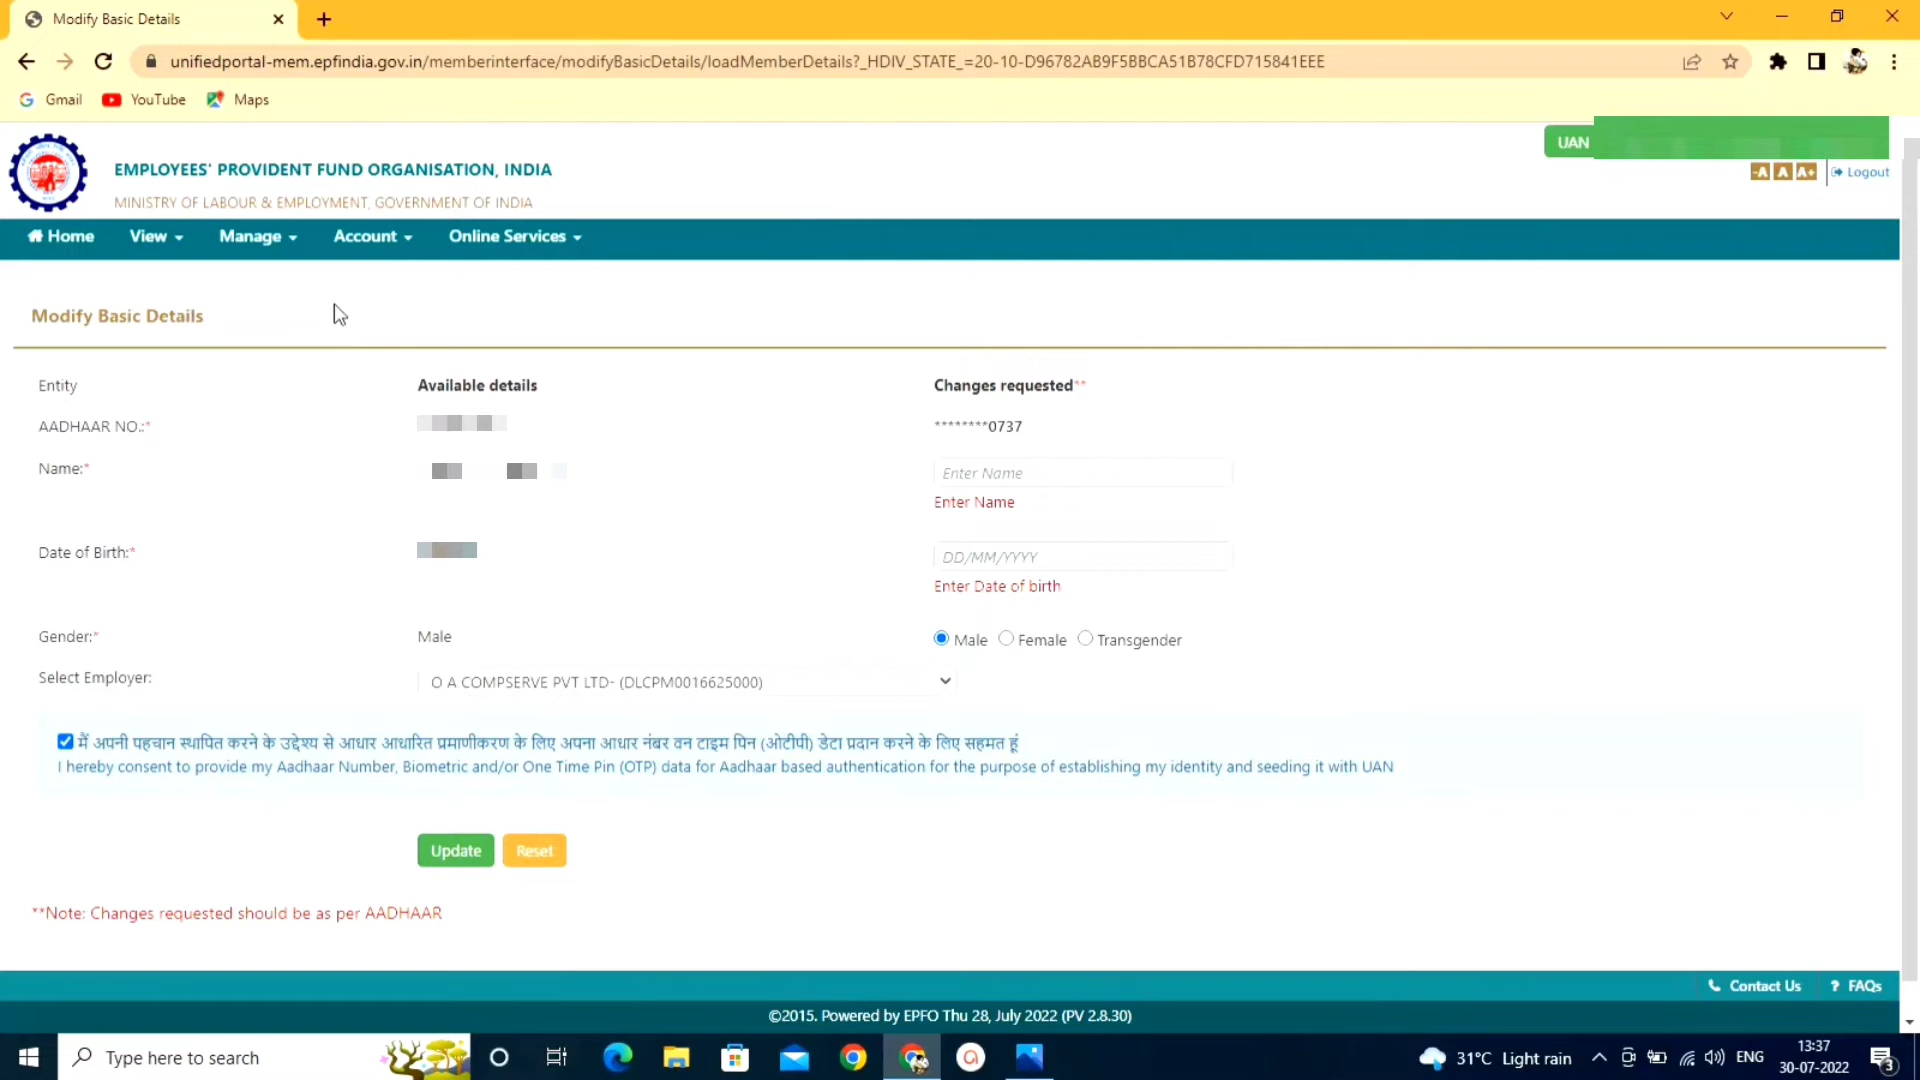 Modify Basic Details
unifiedportal-mem.epfindia.gov.in/memberinterface/modifyBasicDetails/loadMemberDetails?_HDIV_STATE_=20-10-D96782AB9F5BBCA51B78CFD715841EEE
Gmail YouTube Maps
UAN
EMPLOYEES' PROVIDENT FUND ORGANISATION, INDIA
MINISTRY OF LABOUR & EMPLOYMENT, GOVERNMENT OF INDIA
-A A A+ Logout
Home View Manage Account Online Services
Modify Basic Details
Entity Available details Changes requested**
AADHAAR NO.:* ********0737
Name:* Enter Name
Enter Name
Date of Birth:* DD/MM/YYYY
Enter Date of birth
Gender:* Male Male Female Transgender
Select Employer: O A COMPSERVE PVT LTD- (DLCPM0016625000)
मैं अपनी पहचान स्थापित करने के उद्देश्य से आधार आधारित प्रमाणीकरण के लिए अपना आधार नंबर वन टाइम पिन (ओटीपी) डेटा प्रदान करने के लिए सहमत हूं
I hereby consent to provide my Aadhaar Number, Biometric and/or One Time Pin (OTP) data for Aadhaar based authentication for the purpose of establishing my identity and seeding it with UAN
Update Reset
**Note: Changes requested should be as per AADHAAR
Contact Us ? FAQs
©2015. Powered by EPFO Thu 28, July 2022 (PV 2.8.30)
Type here to search 31°C Light rain ENG 13:37
30-07-2022 3